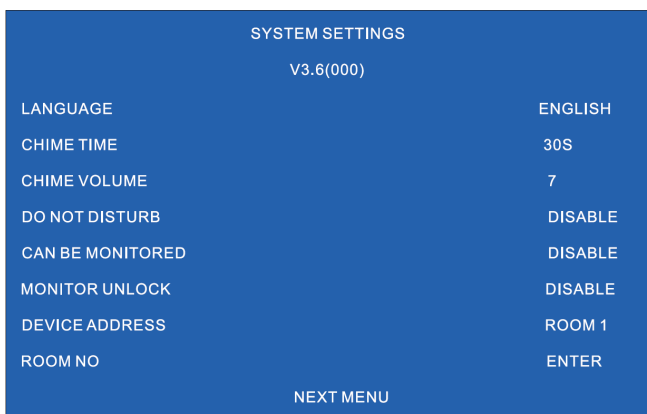 SYSTEM SETTINGS
V3.6(000)
LANGUAGE ENGLISH
CHIME TIME 30S
CHIME VOLUME 7
DO NOT DISTURB DISABLE
CAN BE MONITORED DISABLE
MONITOR UNLOCK DISABLE
DEVICE ADDRESS ROOM 1
ROOM NO ENTER
NEXT MENU